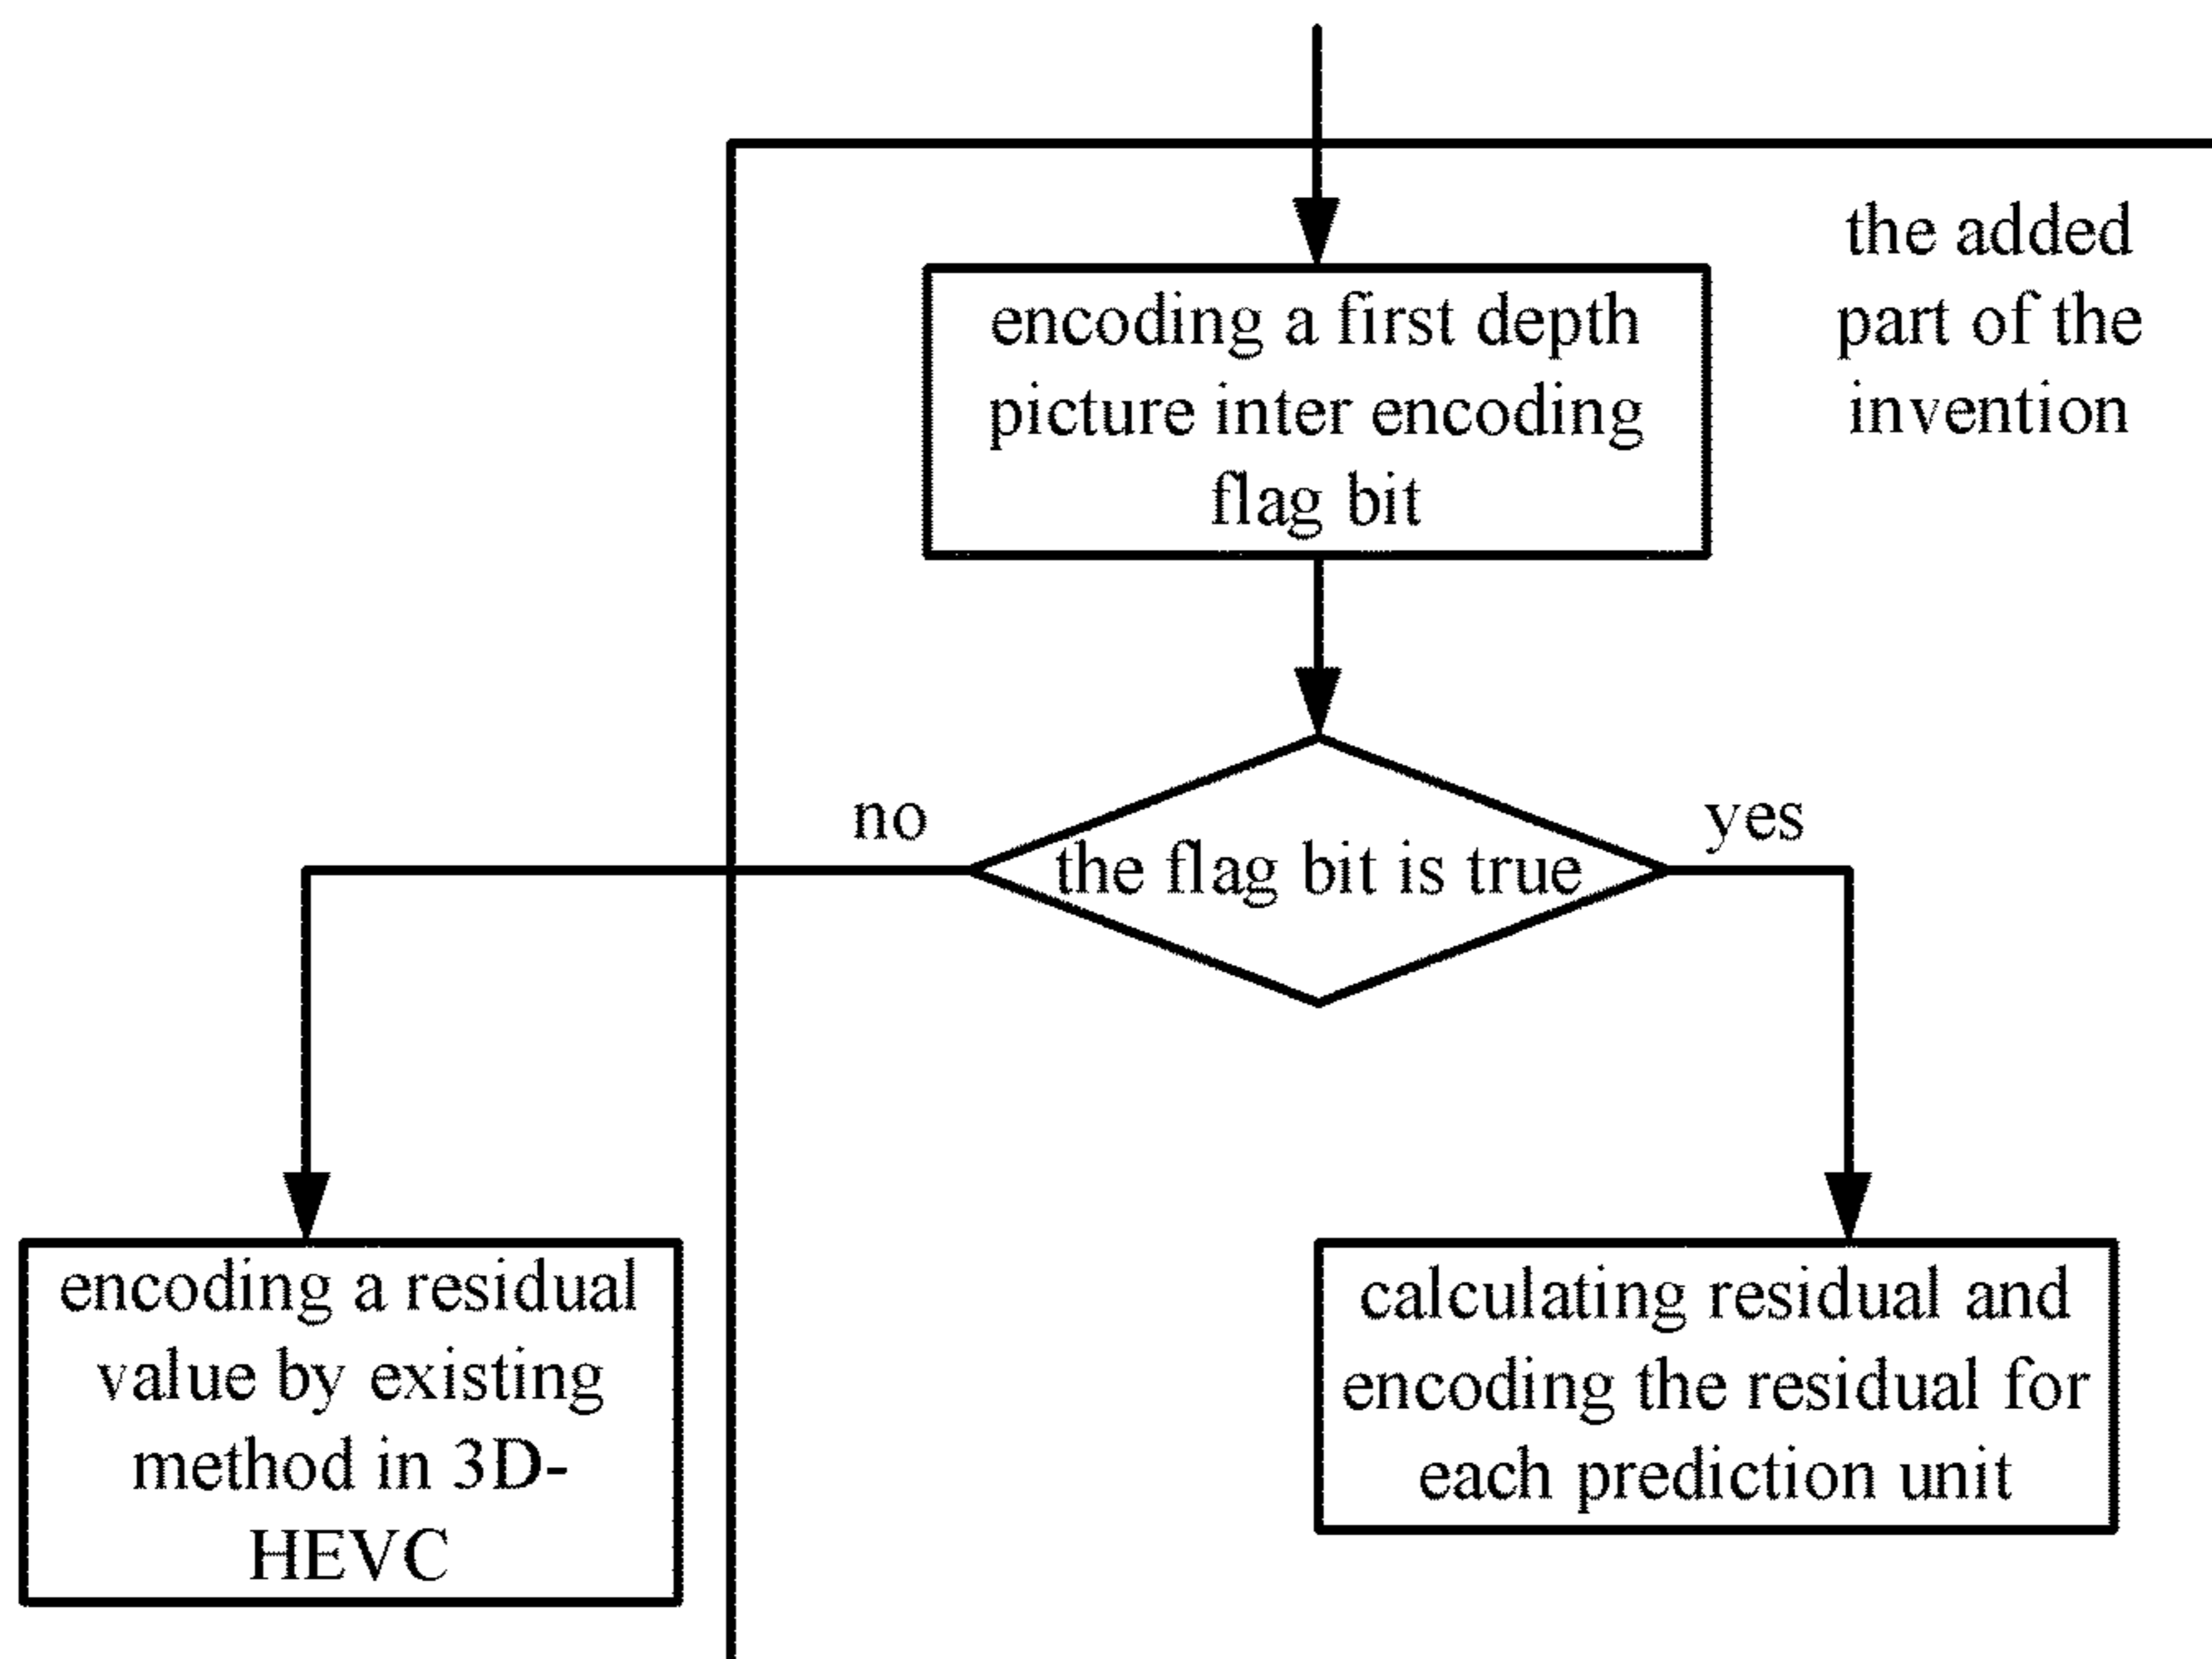 the added
part of the
invention
encoding a first depth
picture inter encoding
flag bit
no
yes
the flag bit is true
encoding a residual
value by existing
method in 3D-
HEVC
calculating residual and
encoding the residual for
each prediction unit